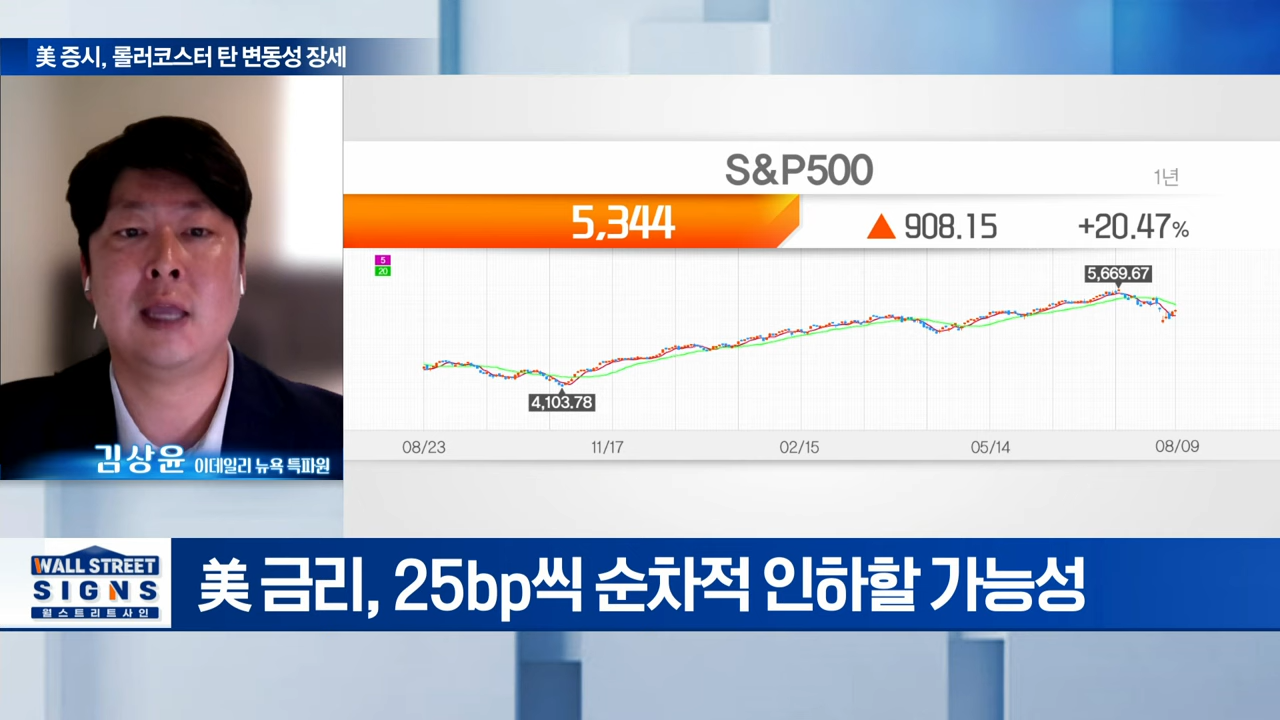 美 증시, 롤러코스터 탄 변동성 장세
S&P500
1년
5,344
▲ 908.15
+20.47%
5
20
5,669.67
4,103.78
08/23
11/17
02/15
05/14
08/09
김상윤 이데일리 뉴욕 특파원
WALL STREET
SIGNS
월스트리트사인
美 금리, 25bp씩 순차적 인하할 가능성